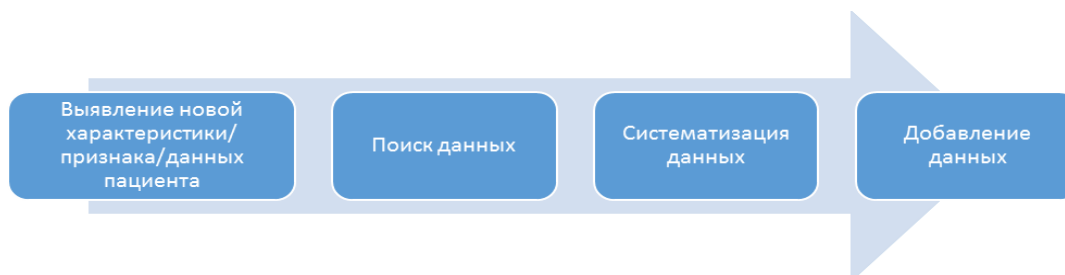 Выявление новой
характеристики/
признака/данных
пациента
Поиск данных
Систематизация
данных
Добавление
данных